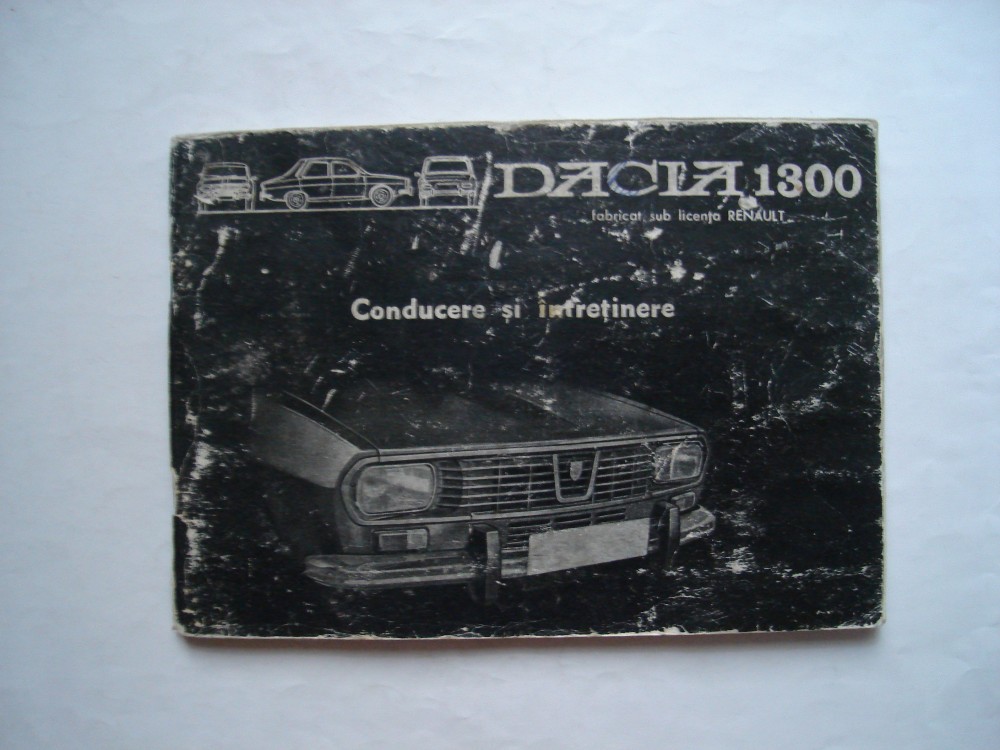 DACIA 1300
fabricat sub licența RENAULT
Conducere și întreținere